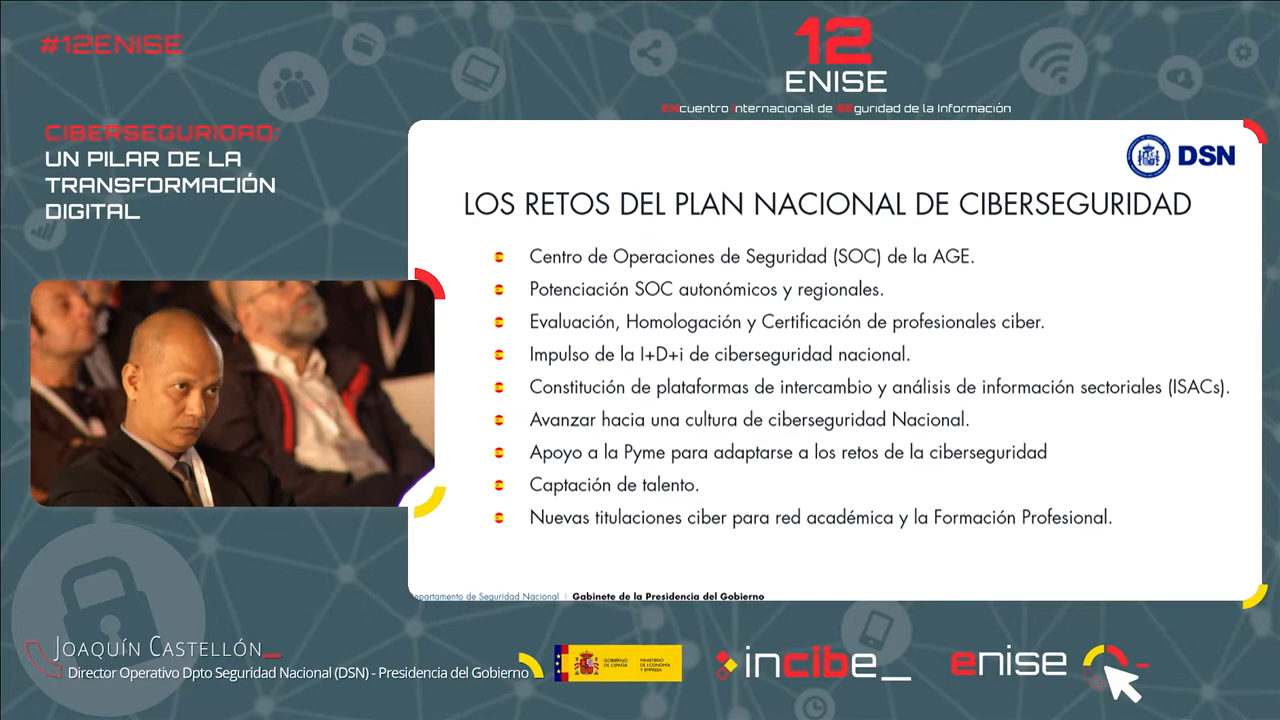 #12ENISE
12
ENISE
ENcuentro Internacional de SEguridad de la Información
CIBERSEGURIDAD:
UN PILAR DE LA
TRANSFORMACIÓN
DIGITAL
DSN
LOS RETOS DEL PLAN NACIONAL DE CIBERSEGURIDAD
Centro de Operaciones de Seguridad (SOC) de la AGE.
Potenciación SOC autonómicos y regionales.
Evaluación, Homologación y Certificación de profesionales ciber.
Impulso de la I+D+i de ciberseguridad nacional.
Constitución de plataformas de intercambio y análisis de información sectoriales (ISACs).
Avanzar hacia una cultura de ciberseguridad Nacional.
Apoyo a la Pyme para adaptarse a los retos de la ciberseguridad
Captación de talento.
Nuevas titulaciones ciber para red académica y la Formación Profesional.
epartamento de Seguridad Nacional | Gabinete de la Presidencia del Gobierno
Joaquín Castellón_
Director Operativo Dpto Seguridad Nacional (DSN) - Presidencia del Gobierno
GOBIERNO
DE ESPAÑA
MINISTERIO
DE ECONOMÍA
Y EMPRESA
incibe_
enise